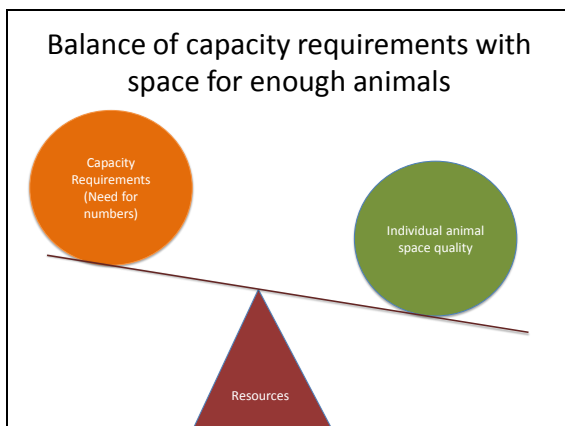 Balance of capacity requirements with
space for enough animals
Capacity
Requirements
(Need for
numbers)
Individual animal
space quality
Resources